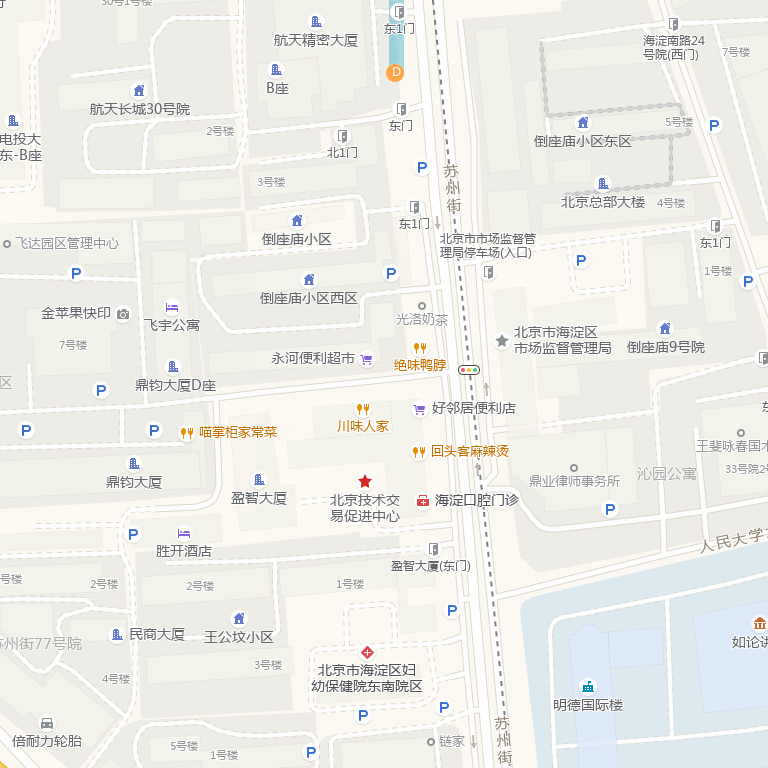 30号1号楼
东1门
航天精密大厦
海淀南路24
号院(西门)
7号楼
D
B座
航天长城30号院
2号楼
东门
P
5号楼
电投大
东-B座
北1门
倒座庙小区东区
P
苏州街
3号楼
北京总部大楼
4号楼
倒座庙小区
东1门
东1门
飞达园区管理中心
北京市市场监督管
理局停车场(入口)
P
P
P
1号楼
P
倒座庙小区西区
金苹果快印
飞宇公寓
光洛奶茶
北京市海淀区
市场监督管理局
倒座庙9号院
7号楼
永河便利超市
绝味鸭脖
区
鼎钧大厦D座
P
好邻居便利店
东
P
P
喵掌柜家常菜
川味人家
回头客麻辣烫
王斐咏春国术
33号院2号
鼎钧大厦
盈智大厦
鼎业律师事务所
沁园公寓
北京技术交
易促进中心
海淀口腔门诊
P
P
胜开酒店
人民大学
盈智大厦(东门)
号楼
2号楼
2号楼
1号楼
P
民商大厦
王公坟小区
苏州街77号院
如论讲
3号楼
北京市海淀区妇
幼保健院东南院区
4号楼
明德国际楼
P
P
苏州街
倍耐力轮胎
5号楼
1号楼
P
链家